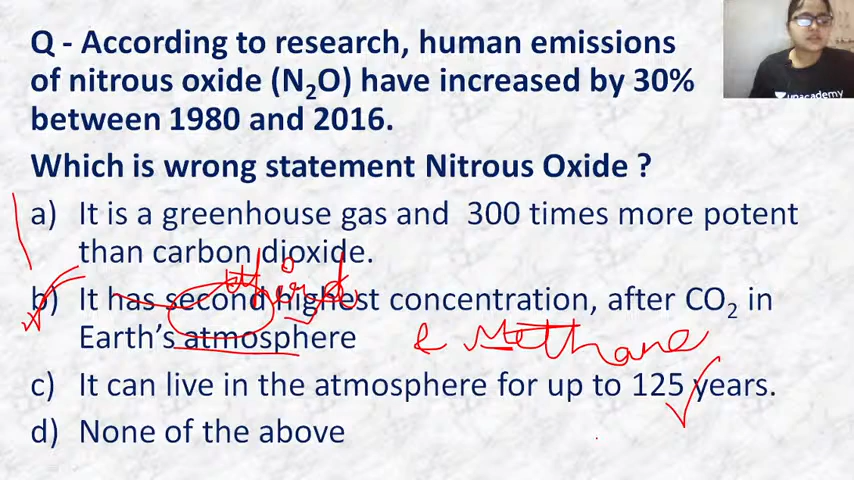 Q - According to research, human emissions
of nitrous oxide (N₂O) have increased by 30%
between 1980 and 2016.
Which is wrong statement Nitrous Oxide ?
a) It is a greenhouse gas and 300 times more potent
than carbon dioxide.
third
b) It has second highest concentration, after CO₂ in
Earth's atmosphere & Methane
c) It can live in the atmosphere for up to 125 years.
d) None of the above
unacademy